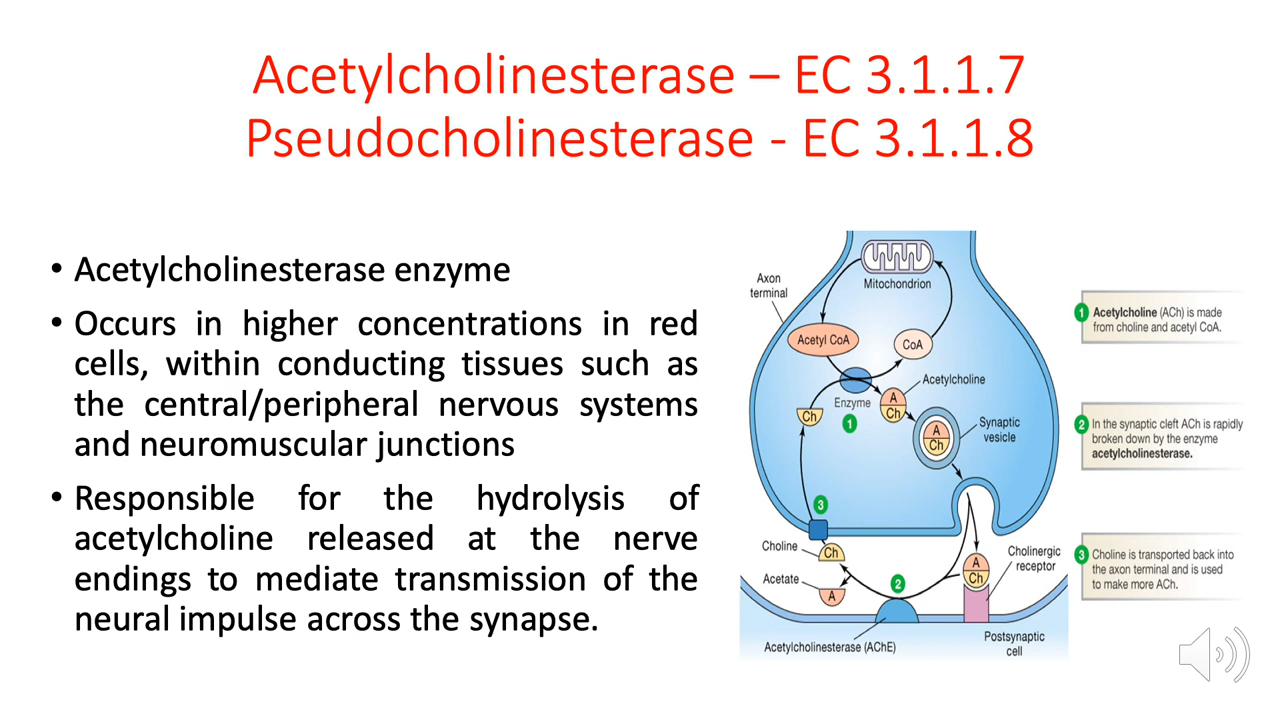 Acetylcholinesterase – EC 3.1.1.7
Pseudocholinesterase - EC 3.1.1.8
• Acetylcholinesterase enzyme
• Occurs in higher concentrations in red
cells, within conducting tissues such as
the central/peripheral nervous systems
and neuromuscular junctions
• Responsible for the hydrolysis of
acetylcholine released at the nerve
endings to mediate transmission of the
neural impulse across the synapse.
Axon
terminal
Mitochondrion
Acetyl CoA
CoA
Acetylcholine
Enzyme
A
Ch
Ch
1
Synaptic
vesicle
A
Ch
3
Choline
Ch
Acetate
A
2
A
Ch
Cholinergic
receptor
Acetylcholinesterase (AChE)
Postsynaptic
cell
1 Acetylcholine (ACh) is made
from choline and acetyl CoA.
2 In the synaptic cleft ACh is rapidly
broken down by the enzyme
acetylcholinesterase.
3 Choline is transported back into
the axon terminal and is used
to make more ACh.